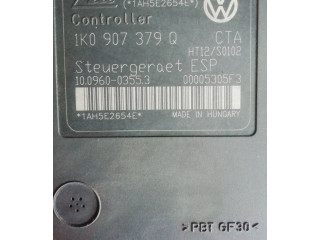 (*1AH5E2654E*)
Controller
1K0 907 379 Q CTA
HT12/S0102
Steuergeraet ESP
10.0960-0355.3 00005305F3
*1AH5E2654E* MADE IN HUNGARY
>PBT GF30<